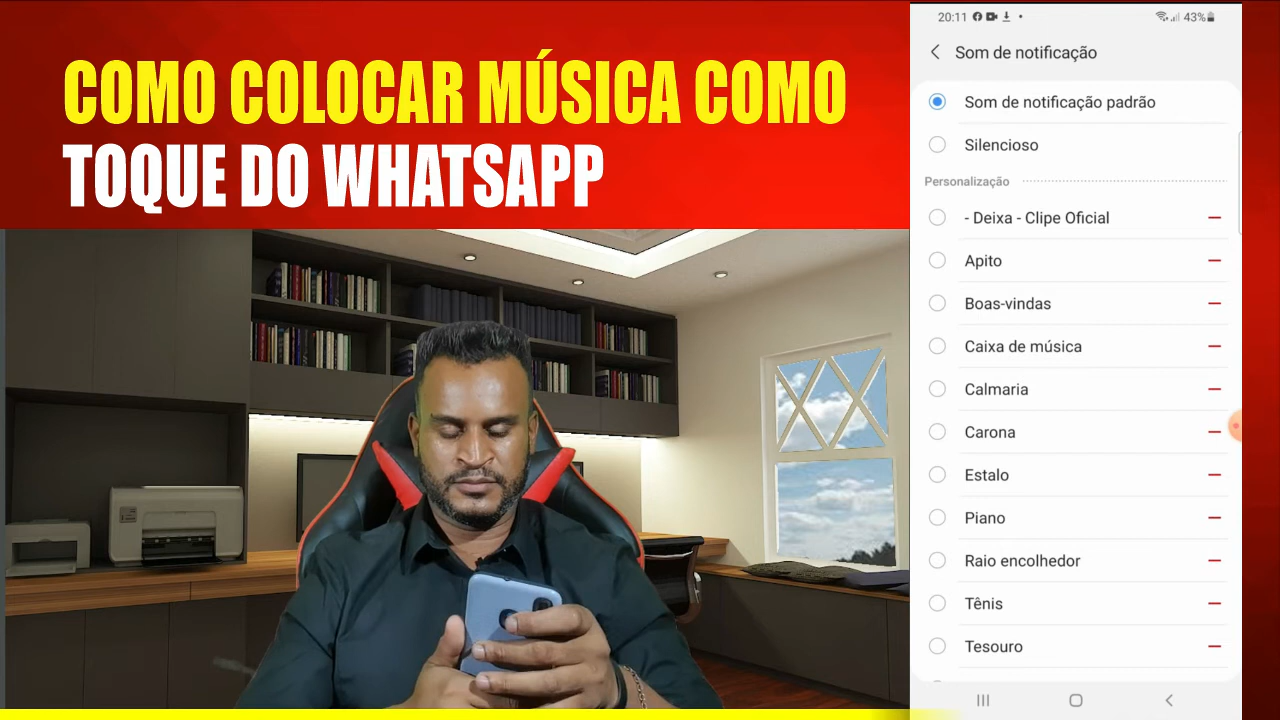 COMO COLOCAR MÚSICA COMO
TOQUE DO WHATSAPP
20:11
43%
Som de notificação
Som de notificação padrão
Silencioso
Personalização
- Deixa - Clipe Oficial
Apito
Boas-vindas
Caixa de música
Calmaria
Carona
Estalo
Piano
Raio encolhedor
Tênis
Tesouro